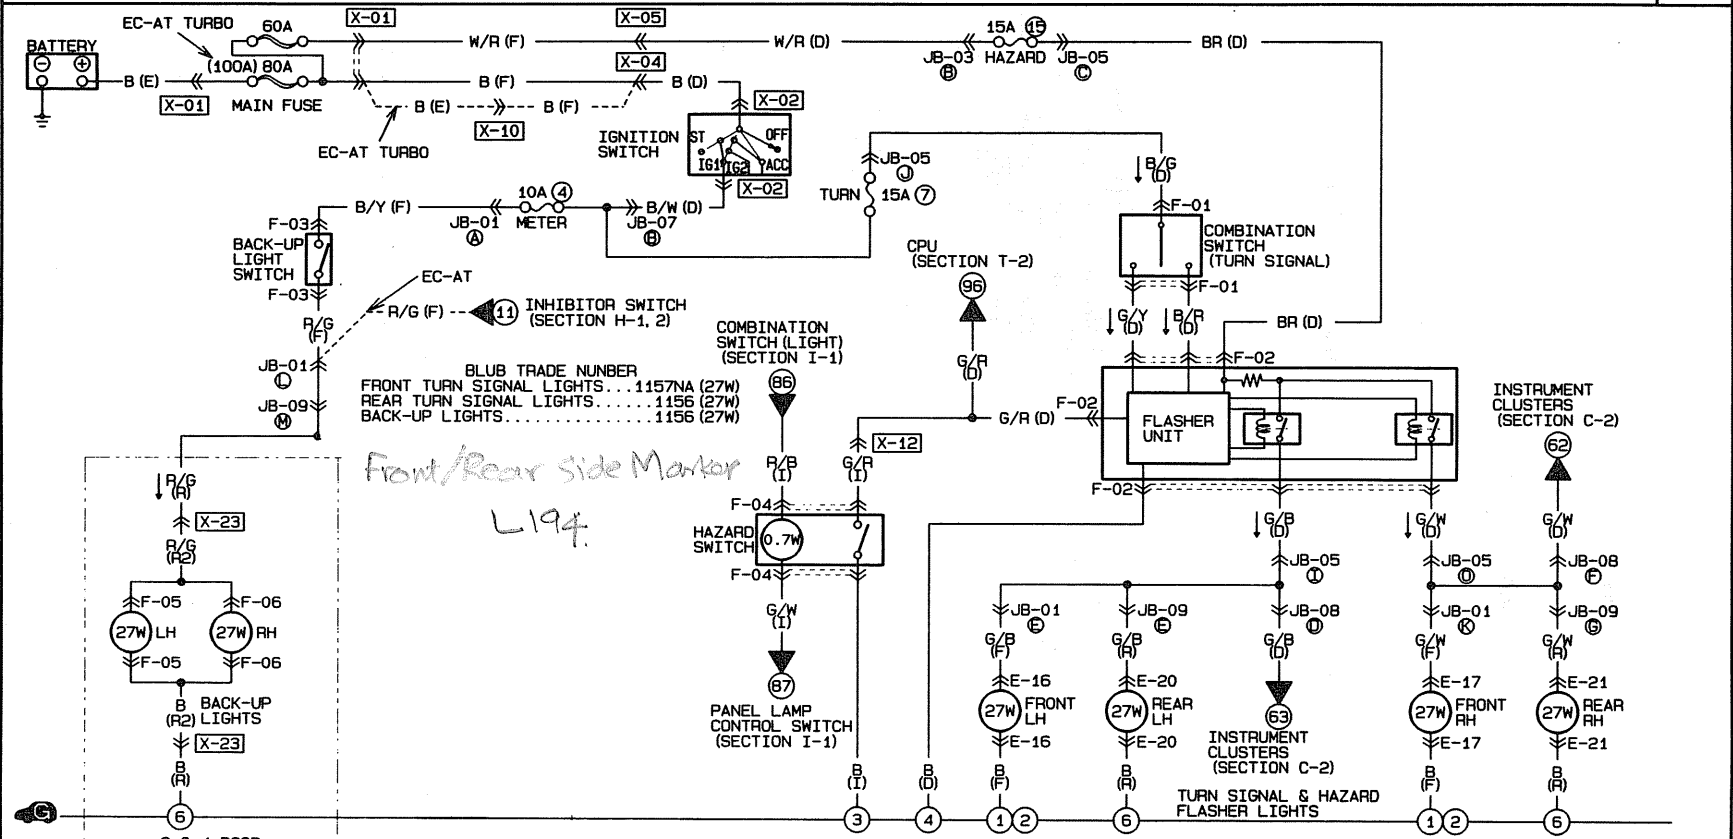 EC-AT TURBO
60A
X-01
X-05
15A 15
BATTERY
W/R (F)
W/R (D)
BR (D)
(100A) 80A
X-04
JB-03 HAZARD JB-05
B
C
B (E)
B (F)
B (D)
X-01
MAIN FUSE
B (E)
B (F)
X-02
X-10
IGNITION
SWITCH
ST
OFF
IG1
IG2
ACC
EC-AT TURBO
X-02
JB-05
J
B/G
(D)
TURN
15A 7
10A 4
B/Y (F)
B/W (D)
JB-01
METER
JB-07
A
B
F-01
F-03
BACK-UP
LIGHT
SWITCH
COMBINATION
SWITCH
(TURN SIGNAL)
CPU
(SECTION T-2)
F-03
EC-AT
96
F-01
R/G (F)
11
INHIBITOR SWITCH
(SECTION H-1, 2)
R/G
(F)
G/Y
(D)
B/R
(D)
BR (D)
COMBINATION
SWITCH (LIGHT)
(SECTION I-1)
JB-01
L
G/R
(D)
F-02
BLUB TRADE NUNBER
FRONT TURN SIGNAL LIGHTS...1157NA (27W)
REAR TURN SIGNAL LIGHTS......1156 (27W)
BACK-UP LIGHTS...............1156 (27W)
86
JB-09
M
F-02
G/R (D)
FLASHER
UNIT
INSTRUMENT
CLUSTERS
(SECTION C-2)
62
X-12
Front/Rear Side Marker
L194.
R/B
(I)
G/R
(I)
R/G
(R)
F-02
F-04
X-23
HAZARD
SWITCH
0.7W
G/B
(D)
G/W
(D)
G/W
(D)
R/G
(R2)
F-04
JB-05
I
JB-05
O
JB-08
F
F-05
F-06
G/W
(I)
JB-01
E
JB-09
E
JB-08
D
JB-01
K
JB-09
G
27W LH
27W RH
G/B
(F)
G/B
(R)
G/B
(D)
G/W
(F)
G/W
(R)
F-05
F-06
87
E-16
E-20
E-17
E-21
B
(R2)
BACK-UP
LIGHTS
PANEL LAMP
CONTROL SWITCH
(SECTION I-1)
27W
FRONT
LH
27W
REAR
LH
63
27W
FRONT
RH
27W
REAR
RH
X-23
E-16
E-20
INSTRUMENT
CLUSTERS
(SECTION C-2)
E-17
E-21
B
(R)
B
(I)
B
(D)
B
(F)
B
(R)
B
(F)
B
(R)
TURN SIGNAL & HAZARD
FLASHER LIGHTS
G
6
3
4
1 2
6
1 2
6